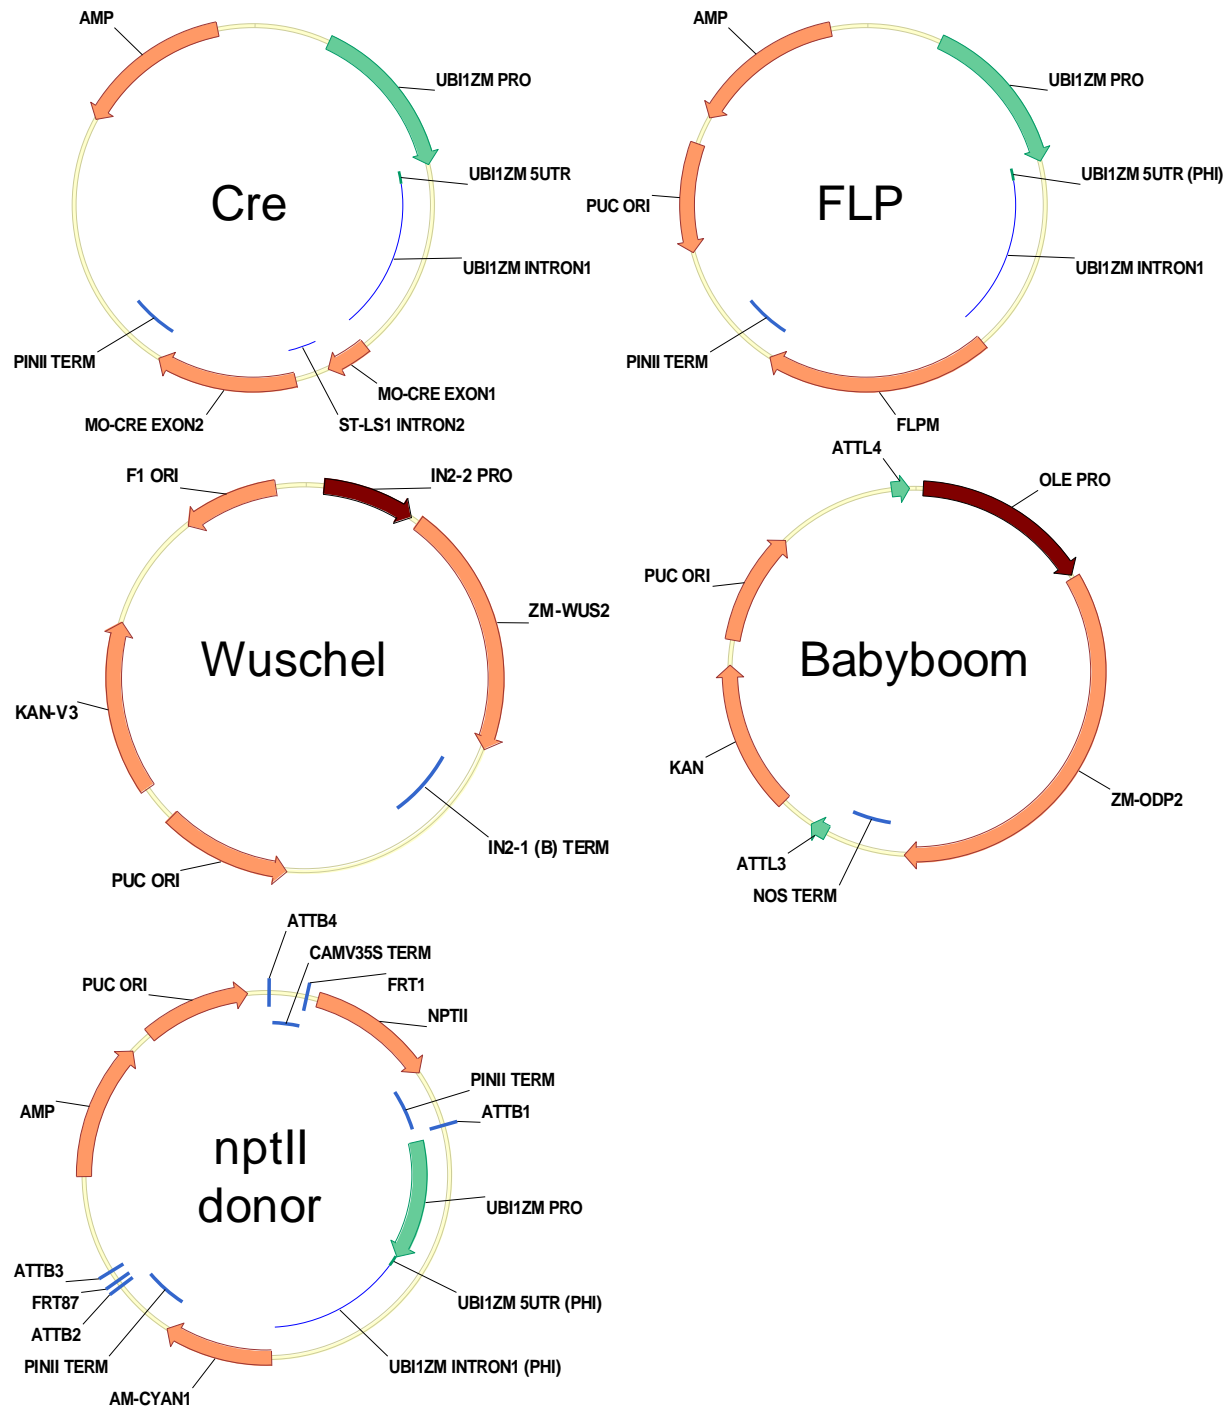 AMP
UBI1ZM PRO
UBI1ZM 5UTR
Cre
UBI1ZM INTRON1
PINII TERM
MO-CRE EXON1
MO-CRE EXON2
ST-LS1 INTRON2
AMP
UBI1ZM PRO
UBI1ZM 5UTR (PHI)
PUC ORI
FLP
UBI1ZM INTRON1
PINII TERM
FLPM
F1 ORI
IN2-2 PRO
ZM-WUS2
Wuschel
KAN-V3
IN2-1 (B) TERM
PUC ORI
ATTL4
OLE PRO
PUC ORI
Babyboom
KAN
ZM-ODP2
ATTL3
NOS TERM
ATTB4
CAMV35S TERM
PUC ORI
FRT1
NPTII
PINII TERM
AMP
ATTB1
nptII
donor
UBI1ZM PRO
ATTB3
FRT87
UBI1ZM 5UTR (PHI)
ATTB2
PINII TERM
UBI1ZM INTRON1 (PHI)
AM-CYAN1